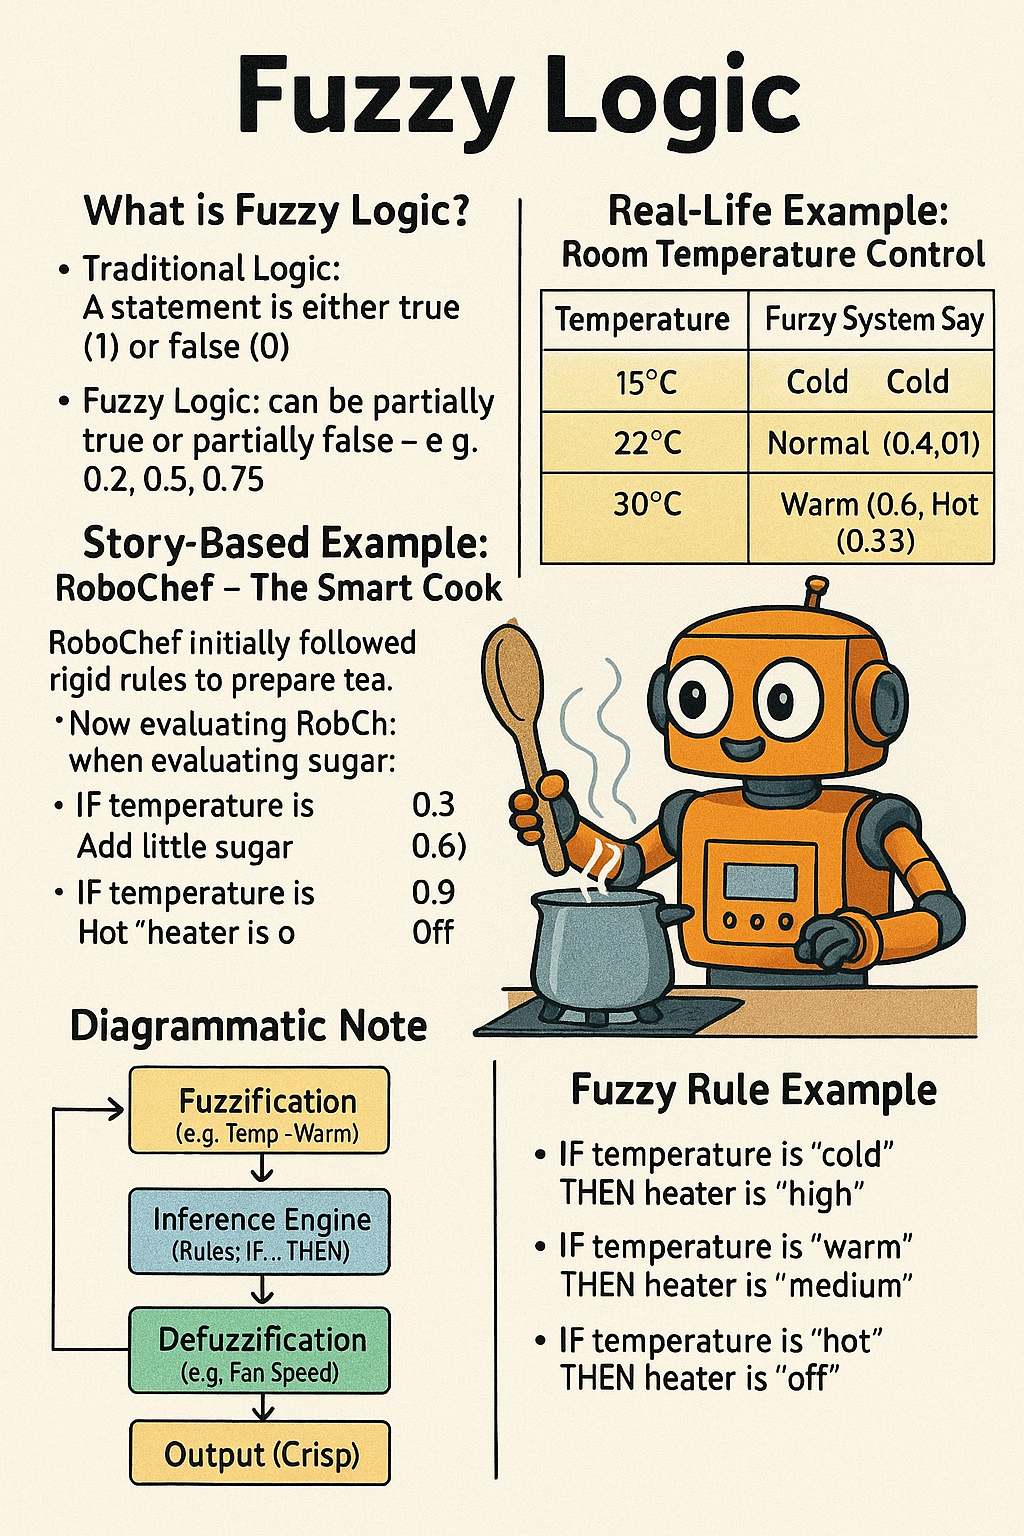 Fuzzy Logic
What is Fuzzy Logic?
• Traditional Logic:
A statement is either true
(1) or false (0)
• Fuzzy Logic: can be partially
true or partially false – e g.
0.2, 0.5, 0.75
Real-Life Example:
Room Temperature Control
Temperature Furzy System Say
15°C Cold Cold
22°C Normal (0.4,01)
30°C Warm (0.6, Hot
(0.33)
Story-Based Example:
RoboChef – The Smart Cook
RoboChef initially followed
rigid rules to prepare tea.
• Now evaluating RobCh:
when evaluating sugar:
• IF temperature is 0.3
Add little sugar 0.6)
• IF temperature is 0.9
Hot “heater is o Off
Diagrammatic Note
Fuzzification
(e.g. Temp -Warm)
Inference Engine
(Rules; IF... THEN)
Defuzzification
(e.g, Fan Speed)
Output (Crisp)
Fuzzy Rule Example
• IF temperature is “cold”
THEN heater is “high”
• IF temperature is “warm”
THEN heater is “medium”
• IF temperature is “hot”
THEN heater is “off”